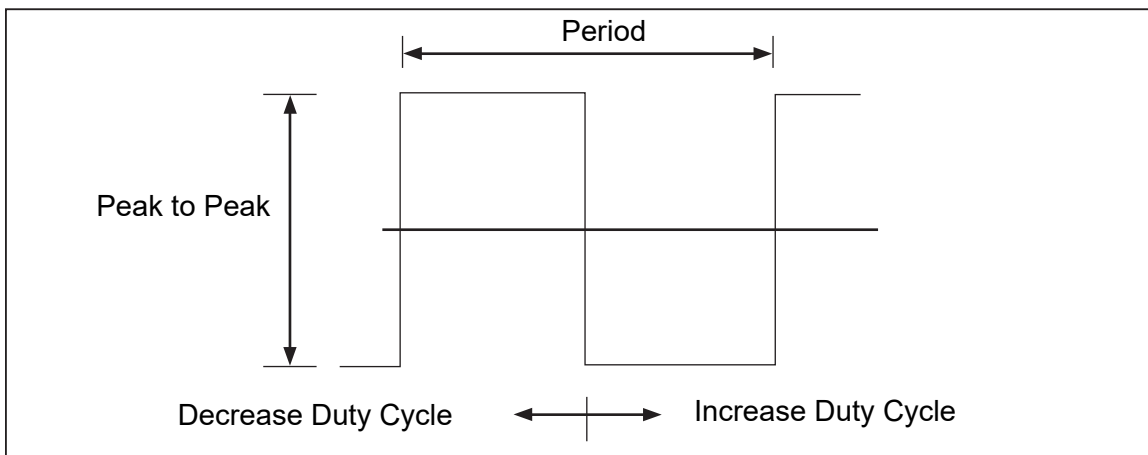 Period
Peak to Peak
Decrease Duty Cycle
Increase Duty Cycle